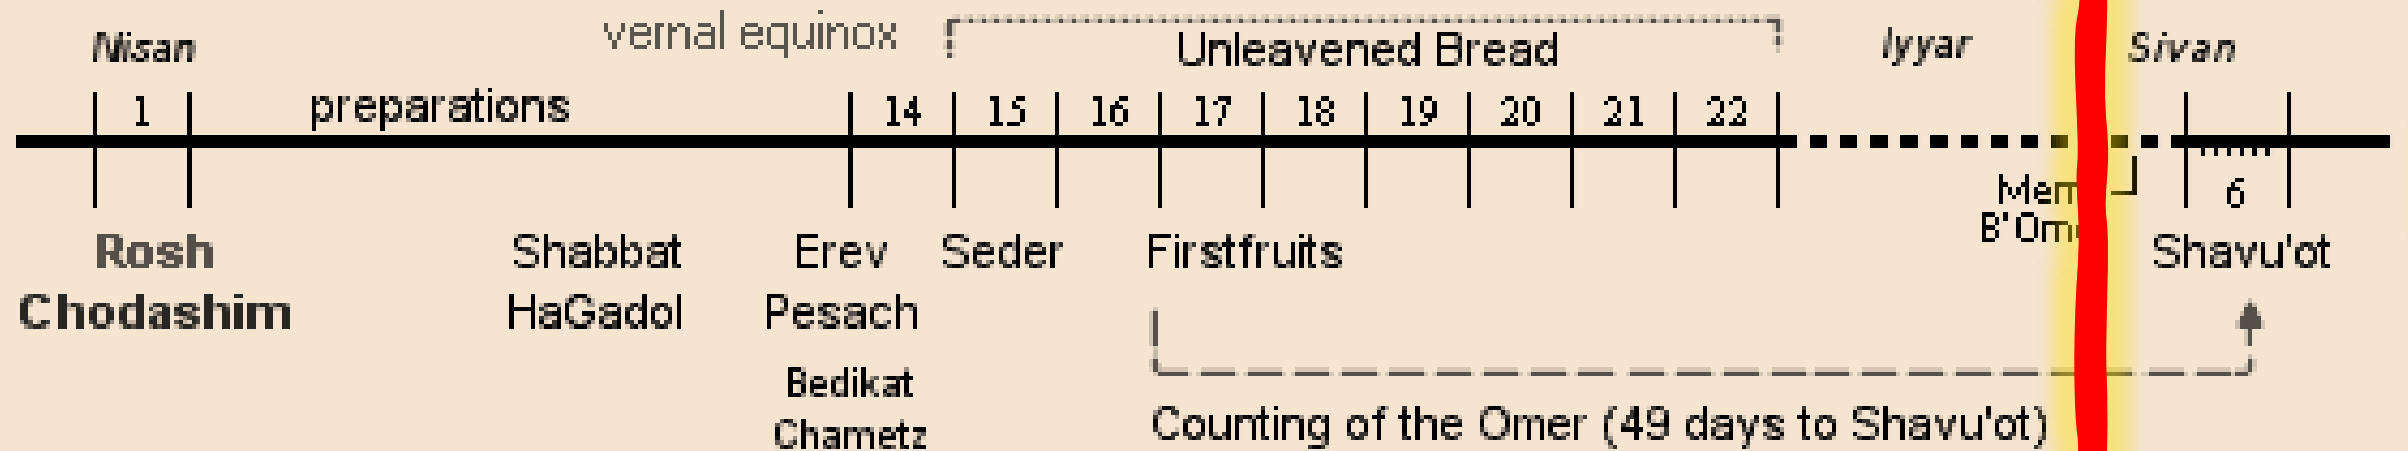 Nisan
vernal equinox
Unleavened Bread
Iyyar
Sivan
1
preparations
14 15 16 17 18 19 20 21 22
6
Rosh
Chodashim
Shabbat
HaGadol
Erev
Pesach
Bedikat
Chametz
Seder
Firstfruits
Shavu'ot
Counting of the Omer (49 days to Shavu'ot)